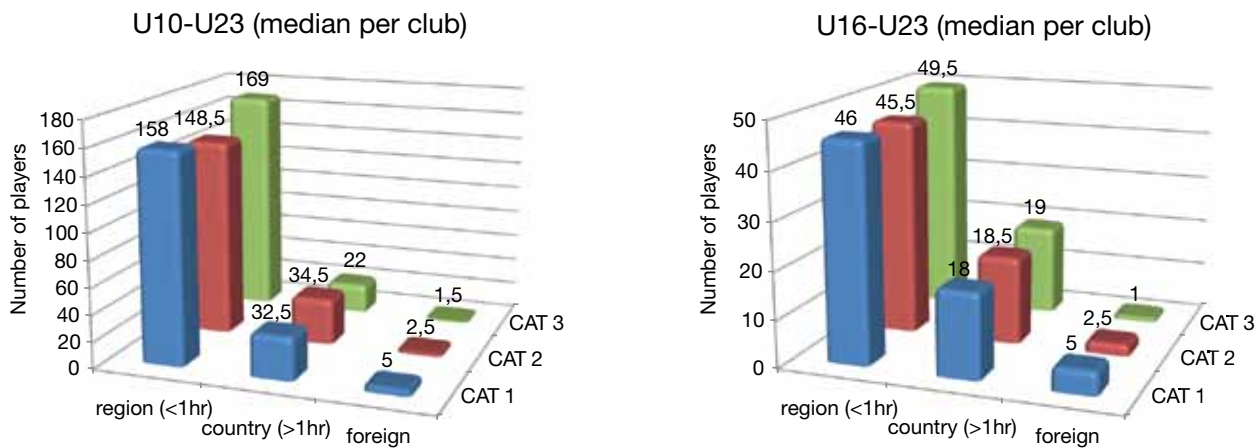 U10-U23 (median per club)
Number of players
180
160
140
120
100
80
60
40
20
0
158
148,5
169
32,5
34,5
22
5
2,5
1,5
region (<1hr)
country (>1hr)
foreign
CAT 1
CAT 2
CAT 3
U16-U23 (median per club)
Number of players
50
40
30
20
10
0
46
45,5
49,5
18
18,5
19
5
2,5
1
region (<1hr)
country (>1hr)
foreign
CAT 1
CAT 2
CAT 3